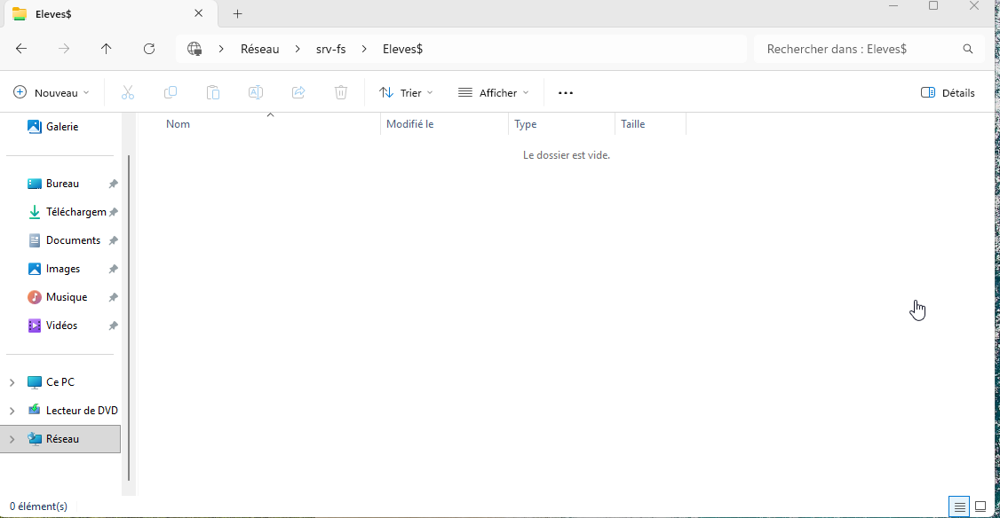 Eleves$
Réseau srv-fs Eleves$ Rechercher dans : Eleves$
Nouveau Trier Afficher Détails
Galerie
Nom Modifié le Type Taille
Le dossier est vide.
Bureau
Téléchargem
Documents
Images
Musique
Vidéos
Ce PC
Lecteur de DVD
Réseau
0 élément(s)